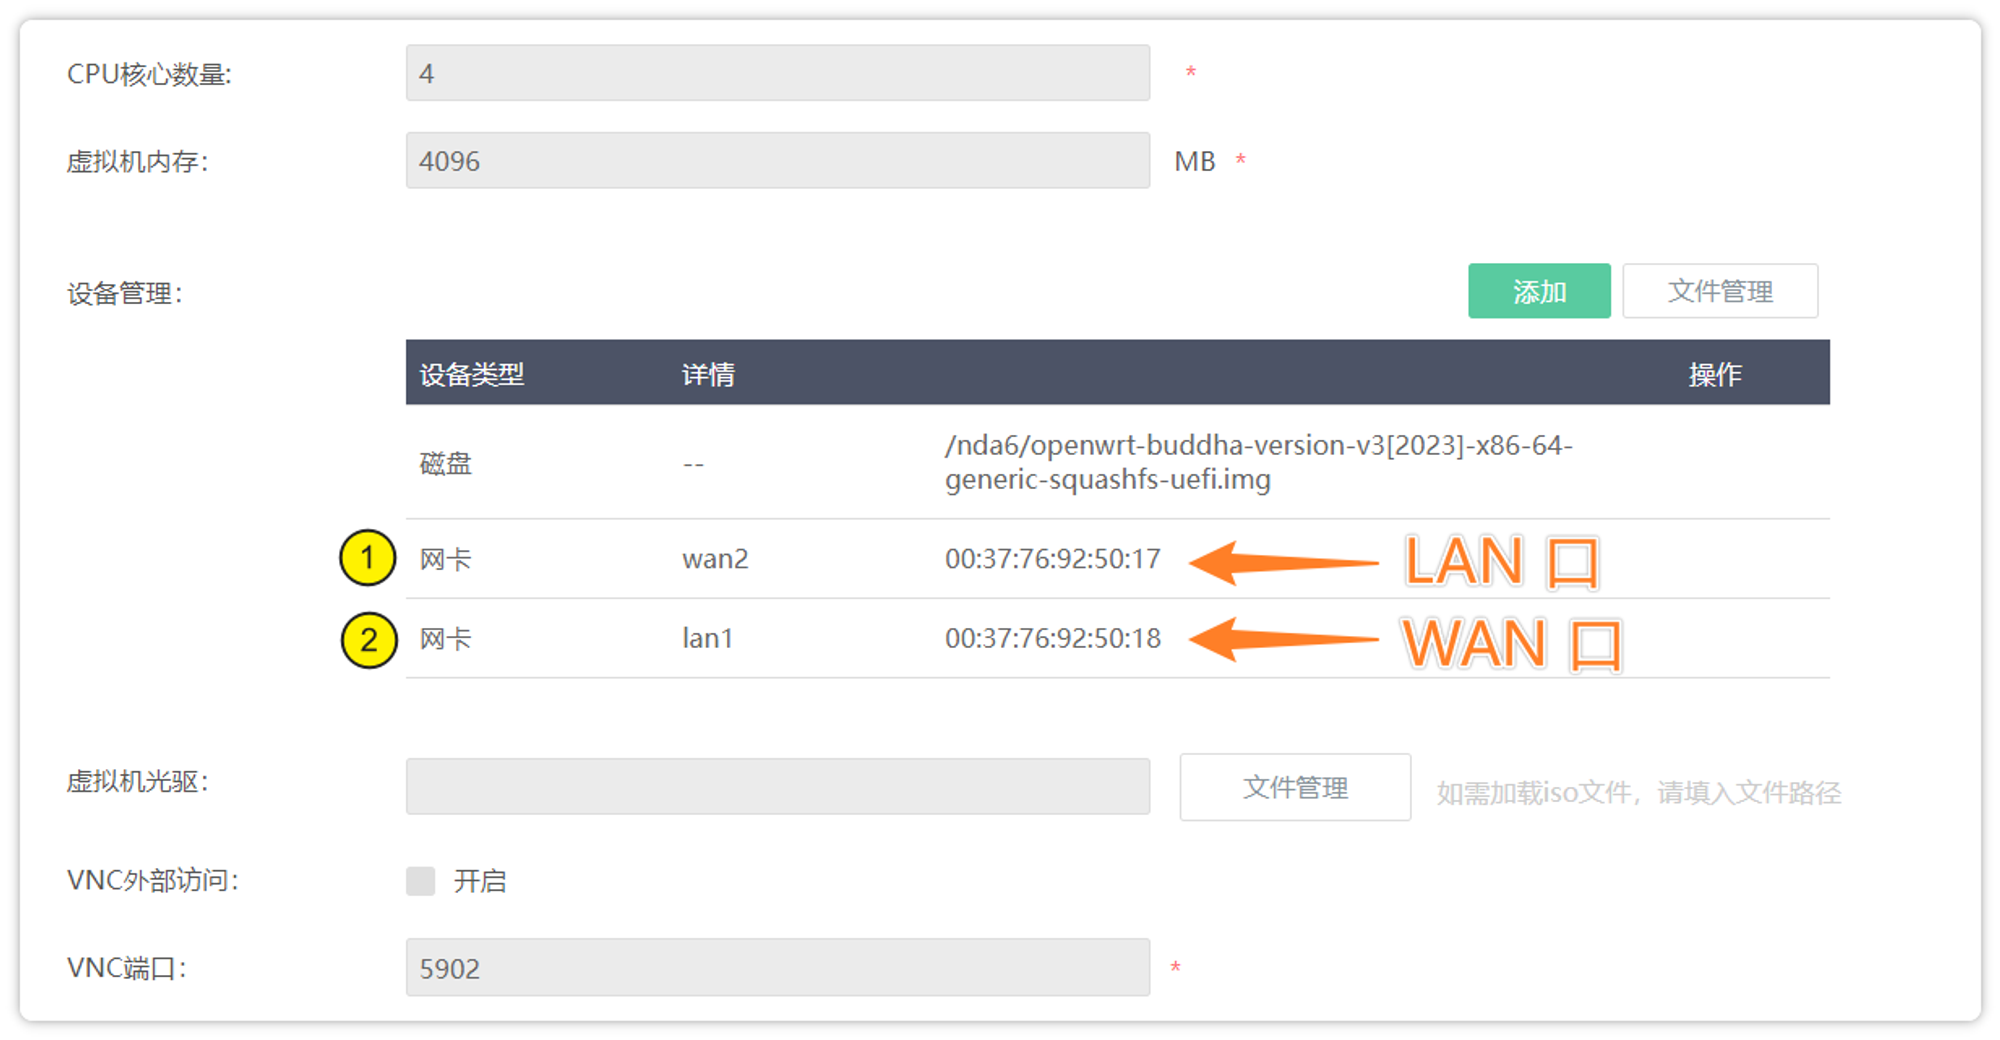 CPU核心数量:
4
*
虚拟机内存:
4096
MB *
设备管理:
添加
文件管理
设备类型 详情 操作
磁盘 -- /nda6/openwrt-buddha-version-v3[2023]-x86-64-
generic-squashfs-uefi.img
1 网卡 wan2 00:37:76:92:50:17 LAN 口
2 网卡 lan1 00:37:76:92:50:18 WAN 口
虚拟机光驱:
文件管理
如需加载iso文件，请填入文件路径
VNC外部访问:
开启
VNC端口:
5902
*